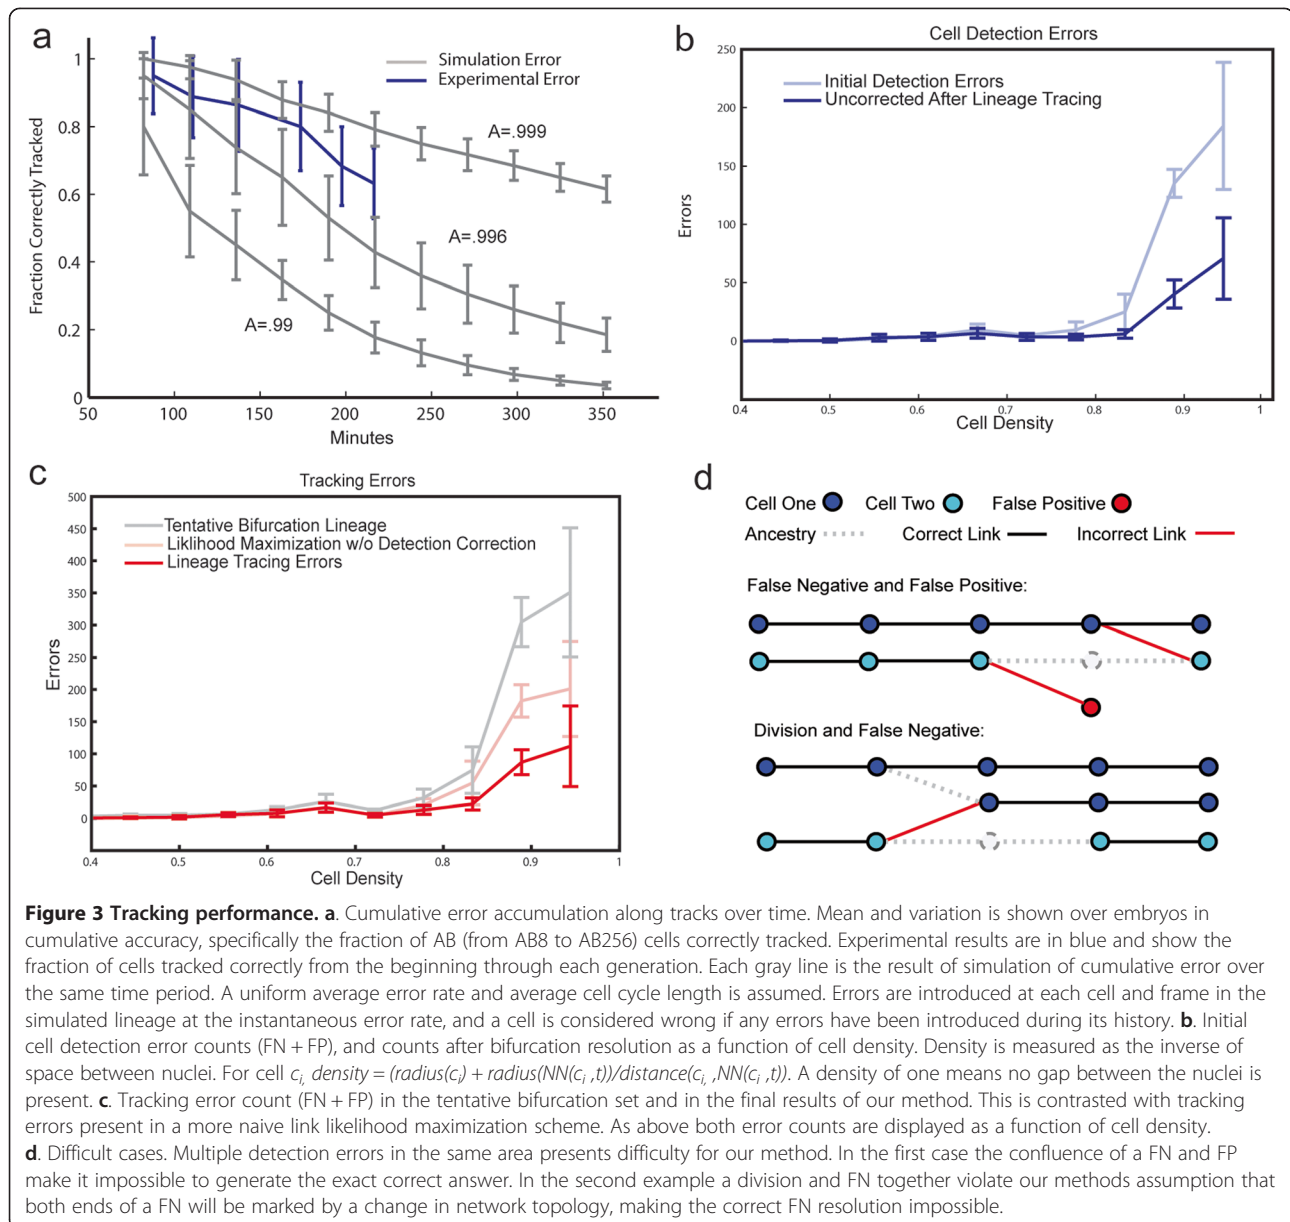 a
1
0.8
0.6
0.4
0.2
0
Fraction Correctly Tracked
Simulation Error
Experimental Error
A=.999
A=.996
A=.99
50 100 150 200 250 300 350
Minutes
b
Cell Detection Errors
250
200
150
100
50
0
Errors
Initial Detection Errors
Uncorrected After Lineage Tracing
0.4 0.5 0.6 0.7 0.8 0.9 1
Cell Density
c
Tracking Errors
500
450
400
350
300
250
200
150
100
50
0
Errors
Tentative Bifurcation Lineage
Liklihood Maximization w/o Detection Correction
Lineage Tracing Errors
0.4 0.5 0.6 0.7 0.8 0.9 1
Cell Density
d
Cell One Cell Two False Positive
Ancestry Correct Link Incorrect Link
False Negative and False Positive:
Division and False Negative:
Figure 3 Tracking performance. a. Cumulative error accumulation along tracks over time. Mean and variation is shown over embryos in
cumulative accuracy, specifically the fraction of AB (from AB8 to AB256) cells correctly tracked. Experimental results are in blue and show the
fraction of cells tracked correctly from the beginning through each generation. Each gray line is the result of simulation of cumulative error over
the same time period. A uniform average error rate and average cell cycle length is assumed. Errors are introduced at each cell and frame in the
simulated lineage at the instantaneous error rate, and a cell is considered wrong if any errors have been introduced during its history. b. Initial
cell detection error counts (FN + FP), and counts after bifurcation resolution as a function of cell density. Density is measured as the inverse of
space between nuclei. For cell ci, density = (radius(ci) + radius(NN(ci ,t))/distance(ci, ,NN(ci ,t)). A density of one means no gap between the nuclei is
present. c. Tracking error count (FN + FP) in the tentative bifurcation set and in the final results of our method. This is contrasted with tracking
errors present in a more naive link likelihood maximization scheme. As above both error counts are displayed as a function of cell density.
d. Difficult cases. Multiple detection errors in the same area presents difficulty for our method. In the first case the confluence of a FN and FP
make it impossible to generate the exact correct answer. In the second example a division and FN together violate our methods assumption that
both ends of a FN will be marked by a change in network topology, making the correct FN resolution impossible.